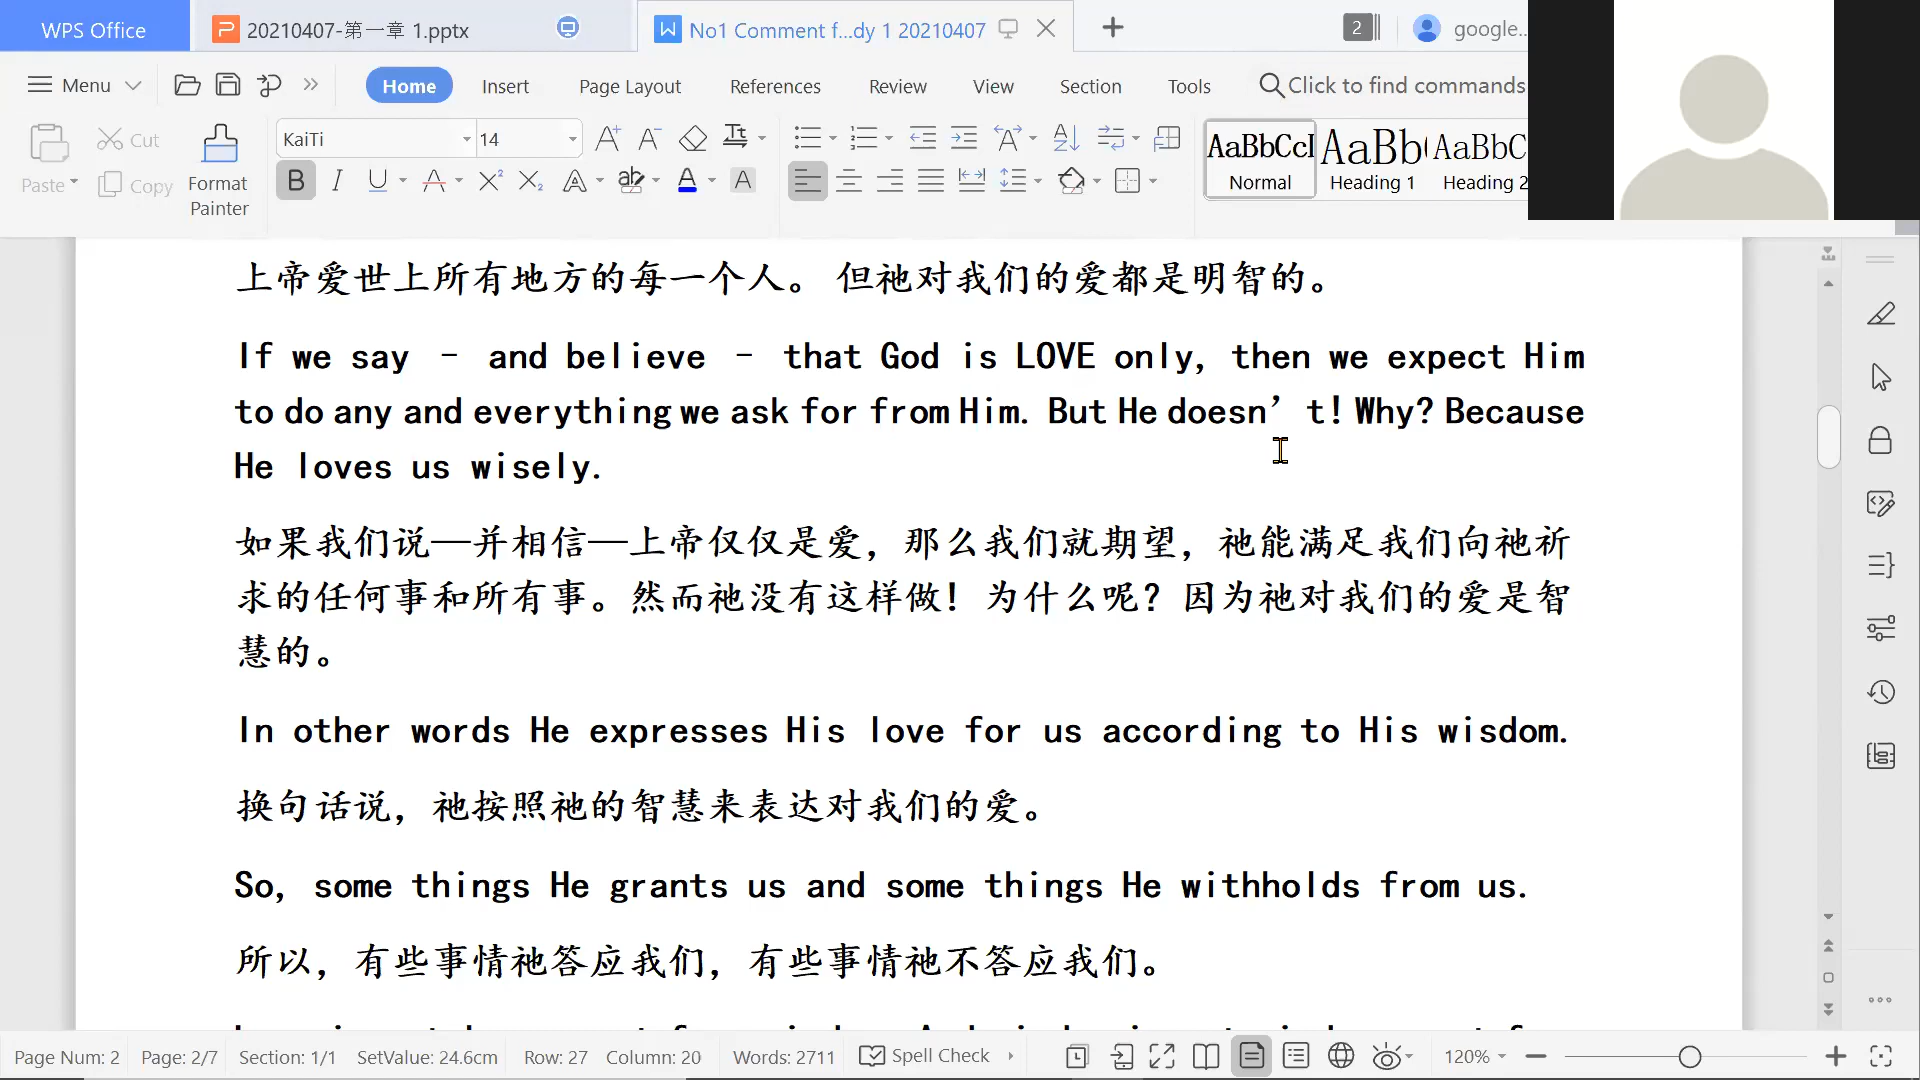 WPS Office
20210407-第一章 1.pptx
No1 Comment f...dy 1 20210407
2
google..
Menu
Home
Insert
Page Layout
References
Review
View
Section
Tools
Click to find commands
Paste
Cut
Copy
Format
Painter
KaiTi
14
AaBbCcI
Normal
AaBb(
Heading 1
AaBbC
Heading 2
上帝爱世上所有地方的每一个人。 但祂对我们的爱都是明智的。
If we say – and believe – that God is LOVE only, then we expect Him
to do any and everything we ask for from Him. But He doesn’t! Why? Because
He loves us wisely.
如果我们说—并相信—上帝仅仅是爱，那么我们就期望，祂能满足我们向祂祈
求的任何事和所有事。然而祂没有这样做！为什么呢？因为祂对我们的爱是智
慧的。
In other words He expresses His love for us according to His wisdom.
换句话说，祂按照祂的智慧来表达对我们的爱。
So, some things He grants us and some things He withholds from us.
所以，有些事情祂答应我们，有些事情祂不答应我们。
Page Num: 2
Page: 2/7
Section: 1/1
SetValue: 24.6cm
Row: 27
Column: 20
Words: 2711
Spell Check
120%